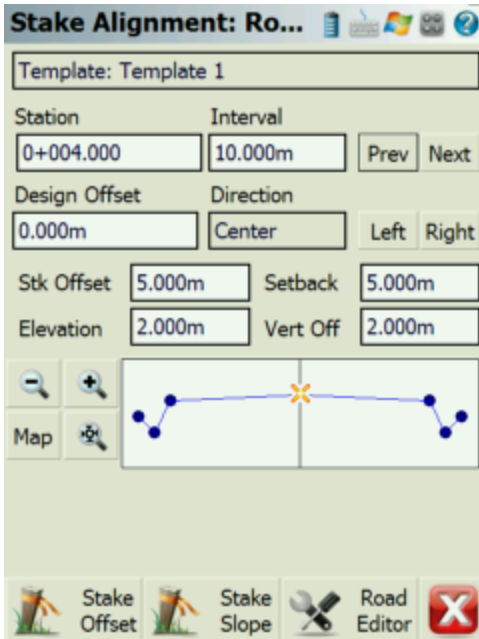 Stake Alignment: Ro...
Template: Template 1
Station Interval
0+004.000 10.000m Prev Next
Design Offset Direction
0.000m Center Left Right
Stk Offset 5.000m Setback 5.000m
Elevation 2.000m Vert Off 2.000m
Map
Stake Offset Stake Slope Road Editor